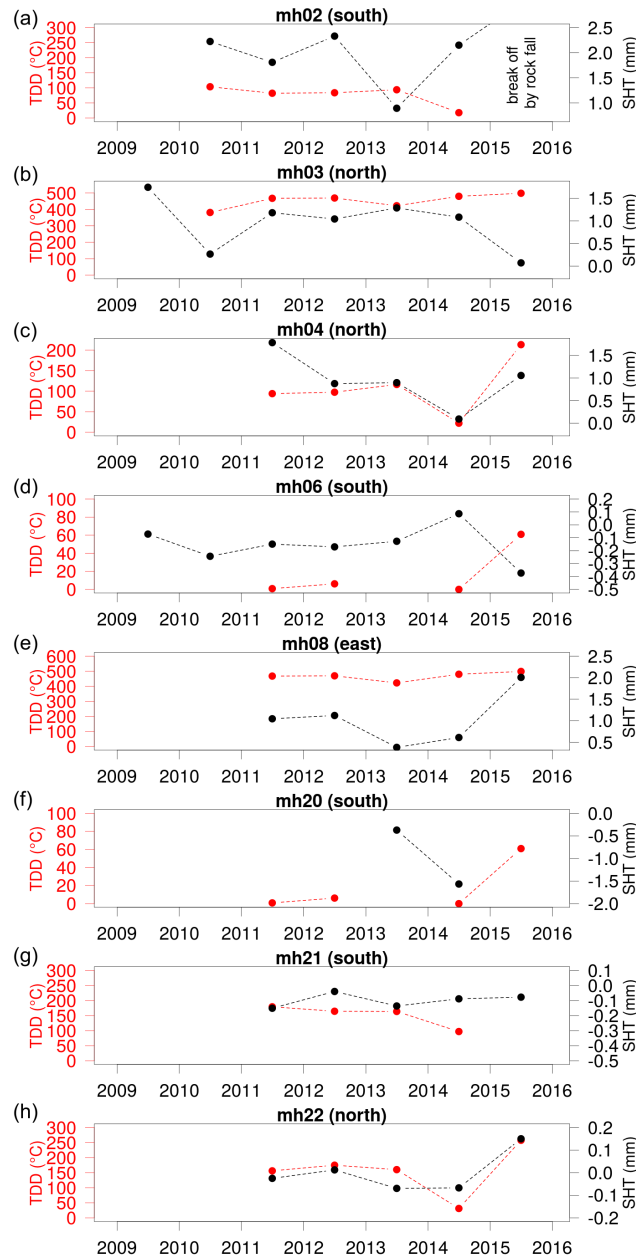 (a) mh02 (south)
TDD (°C)
300
250
200
150
100
50
0
break off
by rock fall
2.5
2.0
1.5
1.0
SHT (mm)
2009 2010 2011 2012 2013 2014 2015 2016
(b) mh03 (north)
TDD (°C)
500
400
300
200
100
0
1.5
1.0
0.5
0.0
SHT (mm)
2009 2010 2011 2012 2013 2014 2015 2016
(c) mh04 (north)
TDD (°C)
200
150
100
50
0
1.5
1.0
0.5
0.0
SHT (mm)
2009 2010 2011 2012 2013 2014 2015 2016
(d) mh06 (south)
TDD (°C)
100
80
60
40
20
0
0.2
0.1
0.0
-0.1
-0.2
-0.3
-0.4
-0.5
SHT (mm)
2009 2010 2011 2012 2013 2014 2015 2016
(e) mh08 (east)
TDD (°C)
600
500
400
300
200
100
0
2.5
2.0
1.5
1.0
0.5
SHT (mm)
2009 2010 2011 2012 2013 2014 2015 2016
(f) mh20 (south)
TDD (°C)
100
80
60
40
20
0
0.0
-0.5
-1.0
-1.5
-2.0
SHT (mm)
2009 2010 2011 2012 2013 2014 2015 2016
(g) mh21 (south)
TDD (°C)
300
250
200
150
100
50
0
0.1
0.0
-0.1
-0.2
-0.3
-0.4
-0.5
SHT (mm)
2009 2010 2011 2012 2013 2014 2015 2016
(h) mh22 (north)
TDD (°C)
300
250
200
150
100
50
0
0.2
0.1
0.0
-0.1
-0.2
SHT (mm)
2009 2010 2011 2012 2013 2014 2015 2016